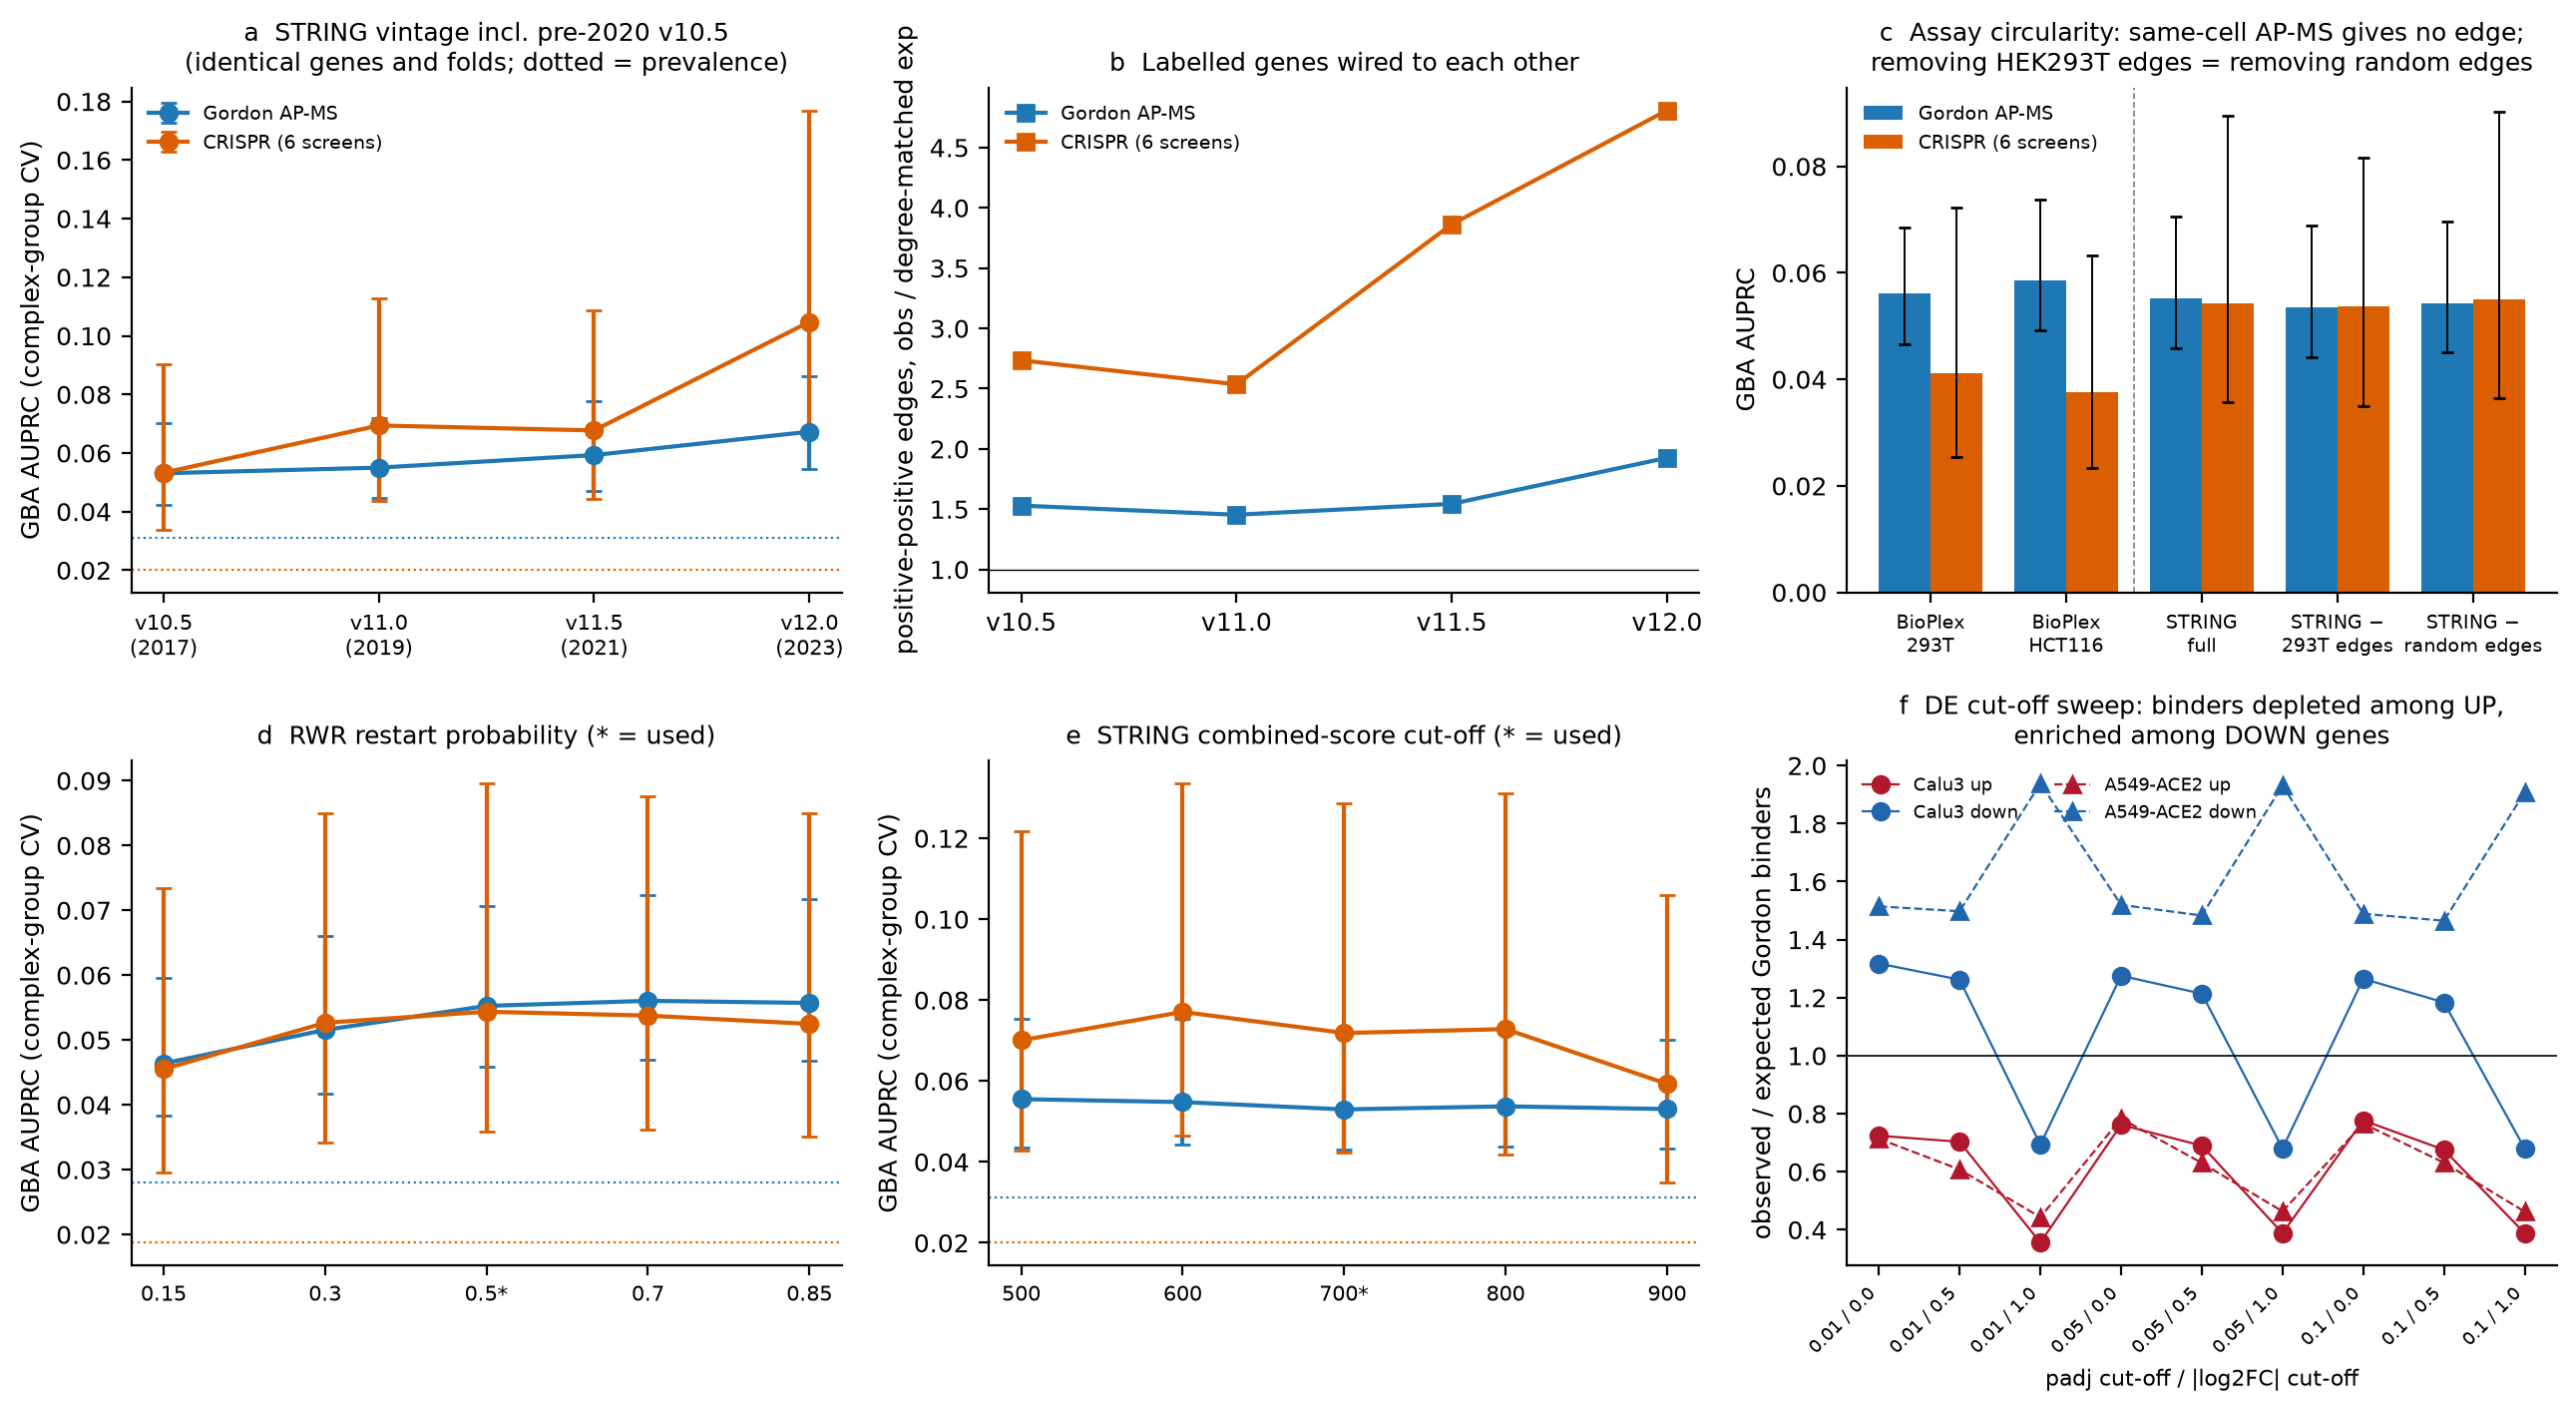 a  STRING vintage incl. pre-2020 v10.5
(identical genes and folds; dotted = prevalence)
GBA AUPRC (complex-group CV)
0.18
0.16
0.14
0.12
0.10
0.08
0.06
0.04
0.02
Gordon AP-MS
CRISPR (6 screens)
v10.5
(2017)
v11.0
(2019)
v11.5
(2021)
v12.0
(2023)
b  Labelled genes wired to each other
positive-positive edges, obs / degree-matched exp
4.5
4.0
3.5
3.0
2.5
2.0
1.5
1.0
Gordon AP-MS
CRISPR (6 screens)
v10.5
v11.0
v11.5
v12.0
c  Assay circularity: same-cell AP-MS gives no edge;
removing HEK293T edges = removing random edges
GBA AUPRC
0.08
0.06
0.04
0.02
0.00
Gordon AP-MS
CRISPR (6 screens)
BioPlex
293T
BioPlex
HCT116
STRING
full
STRING −
293T edges
STRING −
random edges
d  RWR restart probability (* = used)
GBA AUPRC (complex-group CV)
0.09
0.08
0.07
0.06
0.05
0.04
0.03
0.02
0.15
0.3
0.5*
0.7
0.85
e  STRING combined-score cut-off (* = used)
GBA AUPRC (complex-group CV)
0.12
0.10
0.08
0.06
0.04
0.02
500
600
700*
800
900
f  DE cut-off sweep: binders depleted among UP,
enriched among DOWN genes
observed / expected Gordon binders
2.0
1.8
1.6
1.4
1.2
1.0
0.8
0.6
0.4
Calu3 up
Calu3 down
A549-ACE2 up
A549-ACE2 down
0.01 / 0.0
0.01 / 0.5
0.01 / 1.0
0.05 / 0.0
0.05 / 0.5
0.05 / 1.0
0.1 / 0.0
0.1 / 0.5
0.1 / 1.0
padj cut-off / |log2FC| cut-off